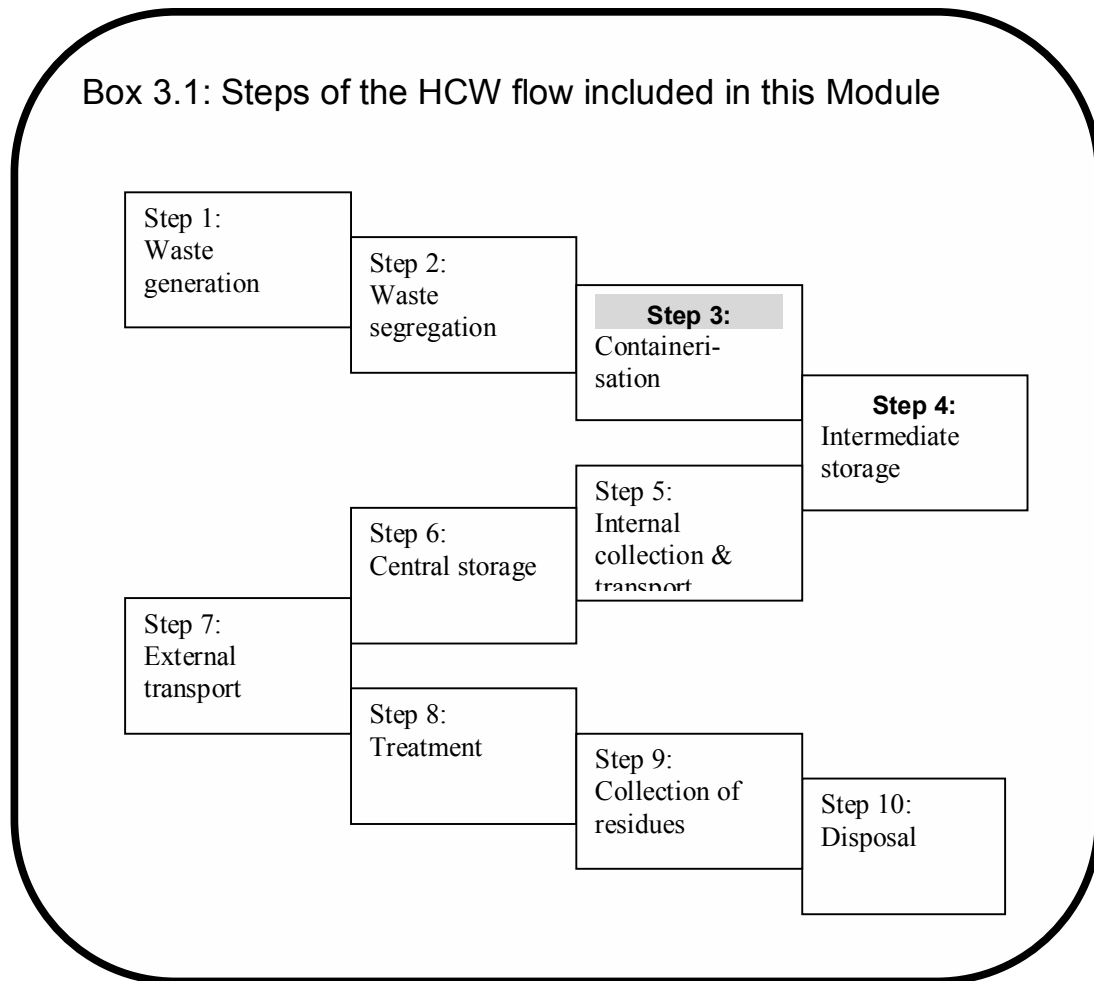 Box 3.1: Steps of the HCW flow included in this Module
Step 1:
Waste
generation
Step 2:
Waste
segregation
Step 3:
Containeri-
sation
Step 4:
Intermediate
storage
Step 5:
Internal
collection &
transport
Step 6:
Central storage
Step 7:
External
transport
Step 8:
Treatment
Step 9:
Collection of
residues
Step 10:
Disposal